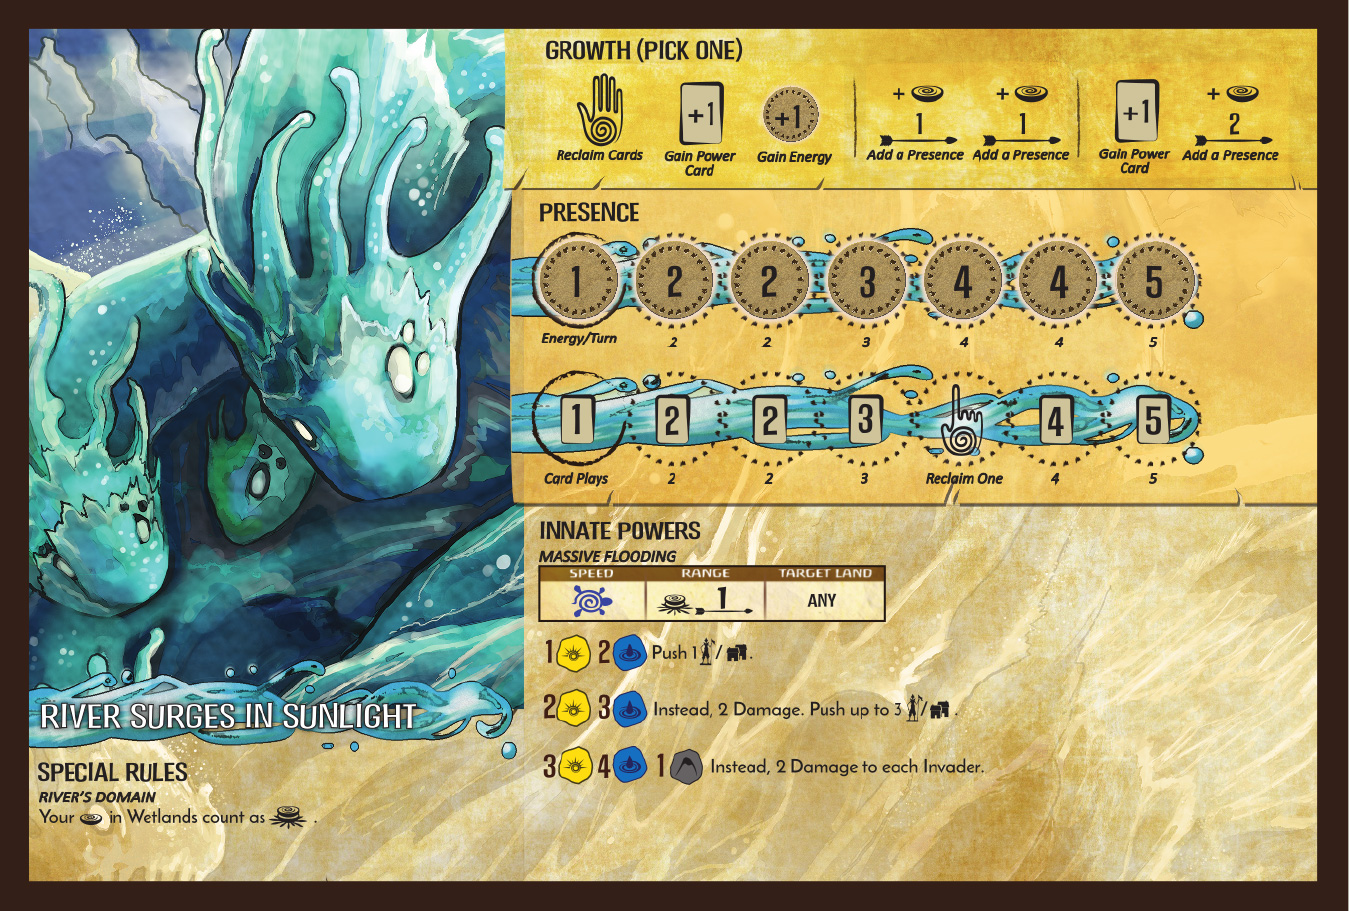 GROWTH (PICK ONE)
+1 +1 + + +1 +
1 1 2
Reclaim Cards Gain Power Card Gain Energy Add a Presence Add a Presence Gain Power Card Add a Presence
PRESENCE
1 2 2 3 4 4 5
Energy/Turn 2 2 3 4 4 5
1 2 2 3 4 5
Card Plays 2 2 3 Reclaim One 4 5
INNATE POWERS
MASSIVE FLOODING
SPEED RANGE TARGET LAND
1 ANY
1 2 Push 1 / .
2 3 Instead, 2 Damage. Push up to 3 / .
3 4 1 Instead, 2 Damage to each Invader.
RIVER SURGES IN SUNLIGHT
SPECIAL RULES
RIVER'S DOMAIN
Your in Wetlands count as .